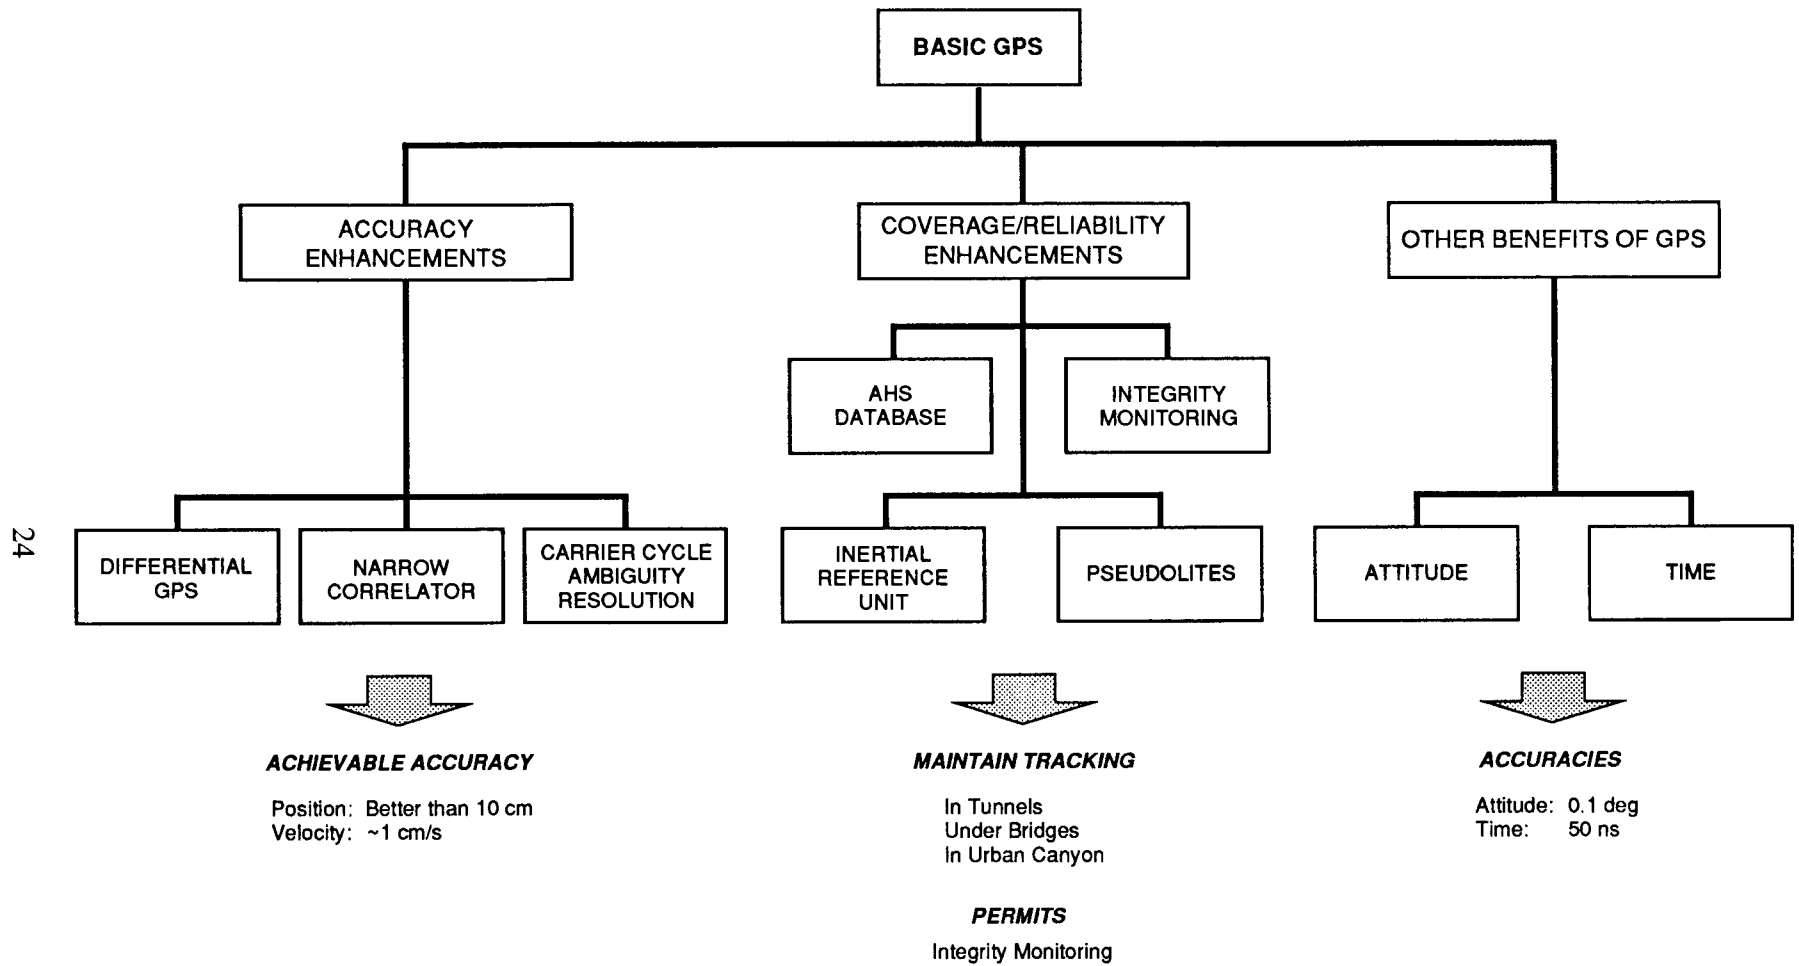 BASIC GPS
ACCURACY
ENHANCEMENTS
COVERAGE/RELIABILITY
ENHANCEMENTS
OTHER BENEFITS OF GPS
AHS
DATABASE
INTEGRITY
MONITORING
DIFFERENTIAL
GPS
NARROW
CORRELATOR
CARRIER CYCLE
AMBIGUITY
RESOLUTION
INERTIAL
REFERENCE
UNIT
PSEUDOLITES
ATTITUDE
TIME
ACHIEVABLE ACCURACY
Position: Better than 10 cm
Velocity: ~1 cm/s
MAINTAIN TRACKING
In Tunnels
Under Bridges
In Urban Canyon
PERMITS
Integrity Monitoring
ACCURACIES
Attitude: 0.1 deg
Time: 50 ns
24